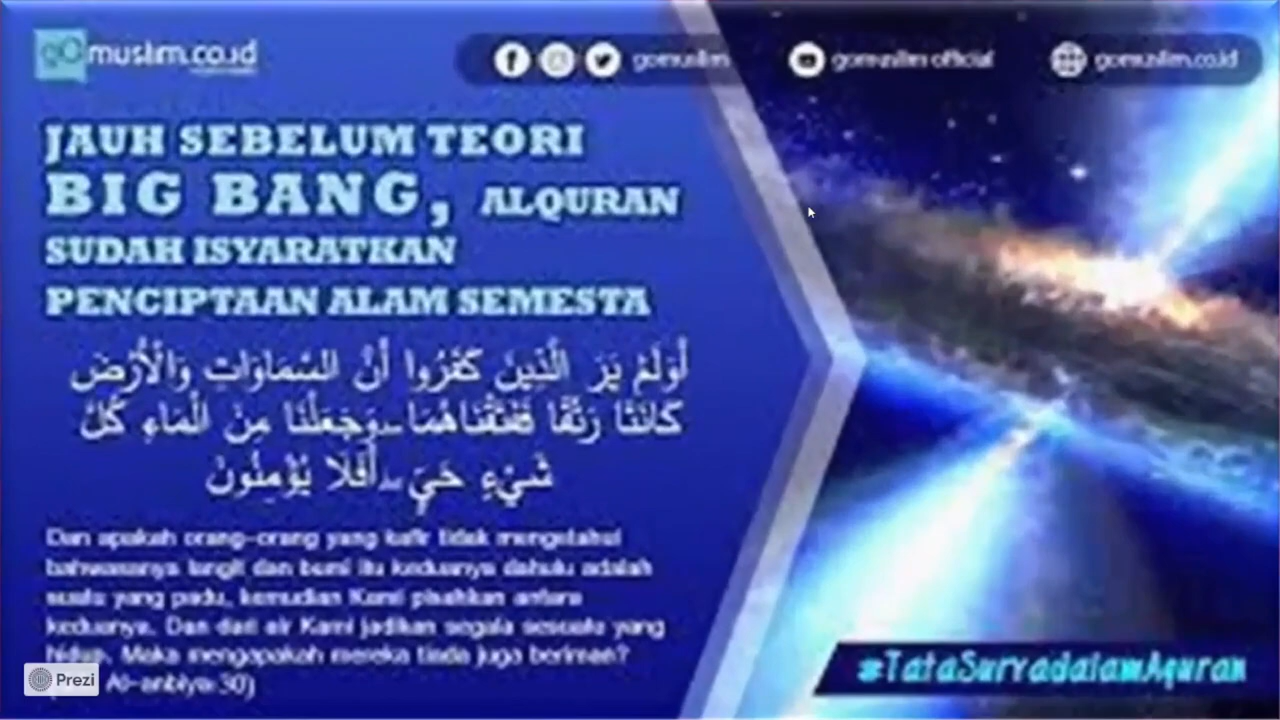 gomuslim.co.id
gomuslim
gomuslim official
gomuslim.co.id
JAUH SEBELUM TEORI
BIG BANG, ALQURAN
SUDAH ISYARATKAN
PENCIPTAAN ALAM SEMESTA
أَوَلَمْ يَرَ الَّذِينَ كَفَرُوا أَنَّ السَّمَاوَاتِ وَالْأَرْضَ
كَانَتَا رَتْقًا فَفَتَقْنَاهُمَا ۖ وَجَعَلْنَا مِنَ الْمَاءِ كُلَّ
شَيْءٍ حَيٍّ ۖ أَفَلَا يُؤْمِنُونَ
Dan apakah orang-orang yang kafir tidak mengetahui
bahwasanya langit dan bumi itu keduanya dahulu adalah
suatu yang padu, kemudian Kami pisahkan antara
keduanya. Dan dari air Kami jadikan segala sesuatu yang
hidup. Maka mengapakah mereka tiada juga beriman?
Al-anbiya:30)
Prezi
#TataSuryadalamAquran